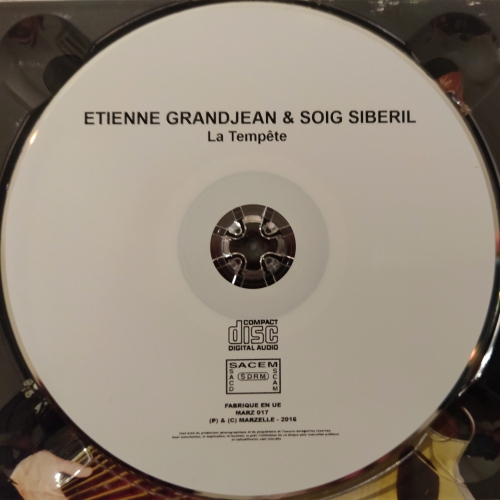 ETIENNE GRANDJEAN & SOIG SIBERIL
La Tempête
COMPACT
disc
DIGITAL AUDIO
SACEM
SACD
SDRM
SCAM
FABRIQUE EN UE
MARZ 017
(P) & (C) MARZELLE - 2016